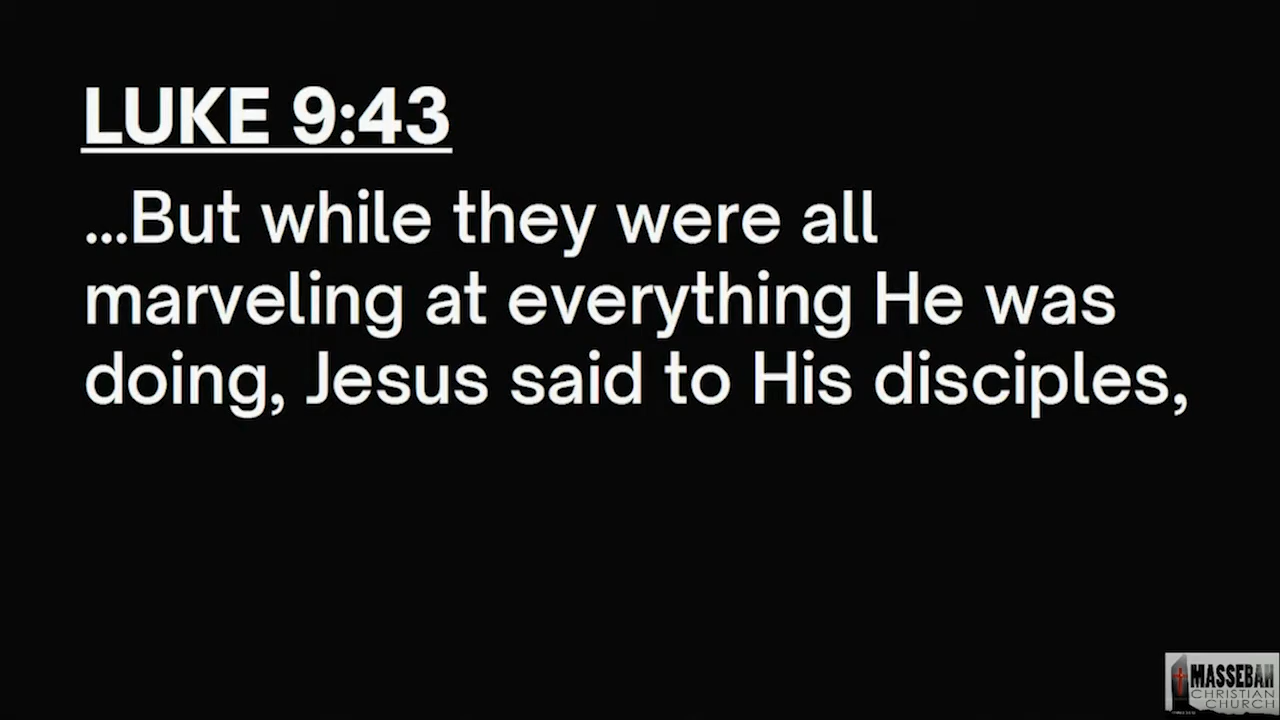 LUKE 9:43
...But while they were all
marveling at everything He was
doing, Jesus said to His disciples,
MASSEBAH
CHRISTIAN
CHURCH